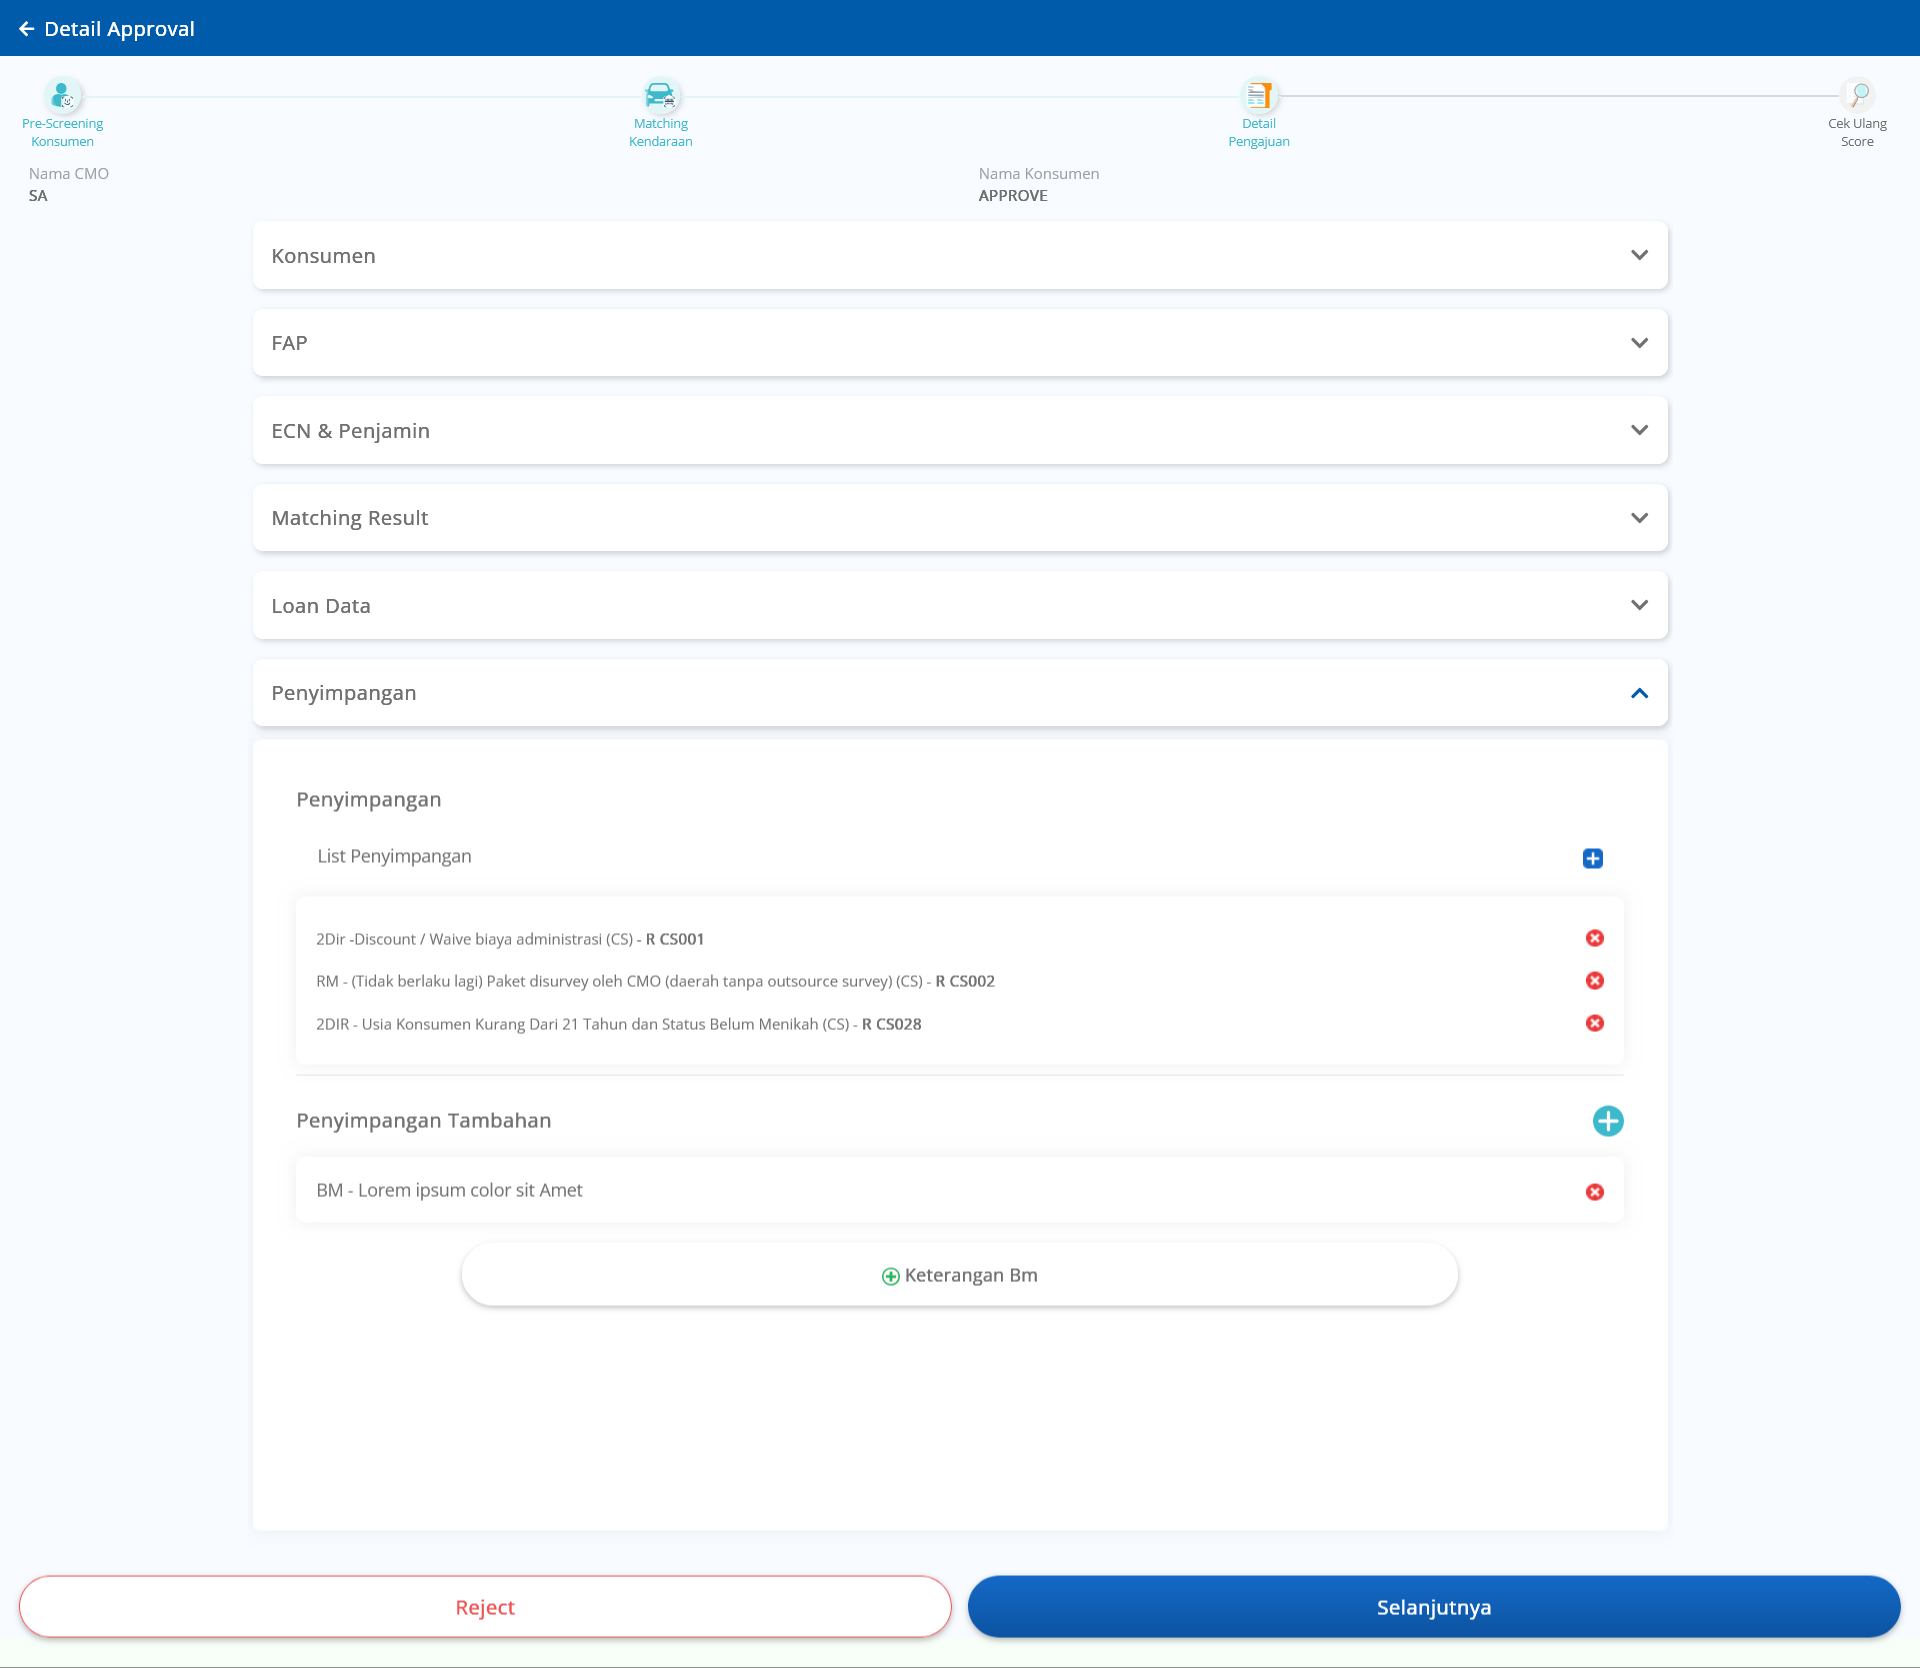 Detail Approval
Pre-Screening
Konsumen
Matching
Kendaraan
Detail
Pengajuan
Cek Ulang
Score
Nama CMO
SA
Nama Konsumen
APPROVE
Konsumen
FAP
ECN & Penjamin
Matching Result
Loan Data
Penyimpangan
Penyimpangan
List Penyimpangan
2Dir -Discount / Waive biaya administrasi (CS) - R CS001
RM - (Tidak berlaku lagi) Paket disurvey oleh CMO (daerah tanpa outsource survey) (CS) - R CS002
2DIR - Usia Konsumen Kurang Dari 21 Tahun dan Status Belum Menikah (CS) - R CS028
Penyimpangan Tambahan
BM - Lorem ipsum color sit Amet
Keterangan Bm
Reject
Selanjutnya